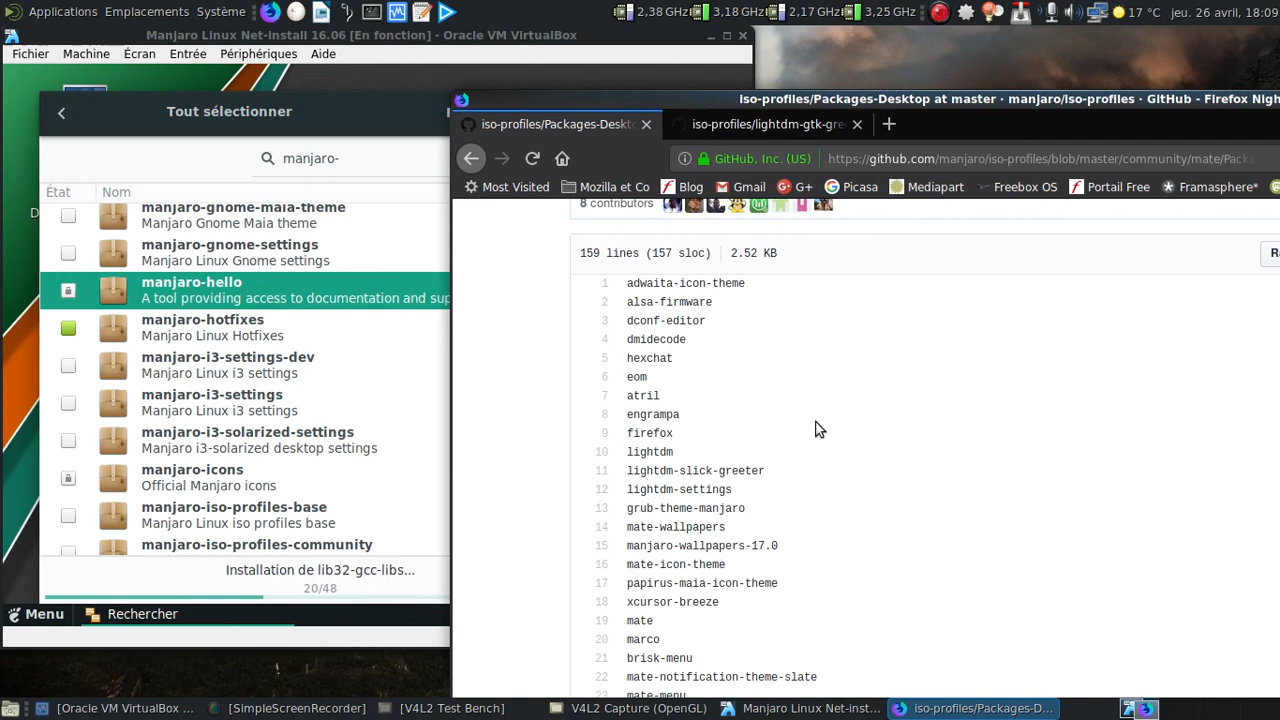 Applications Emplacements Système 2,38 GHz 3,18 GHz 2,17 GHz 3,25 GHz 17 °C jeu. 26 avril, 18:09
Manjaro Linux Net-Install 16.06 [En fonction] - Oracle VM VirtualBox
Fichier Machine Écran Entrée Périphériques Aide
Tout sélectionner
manjaro-
État Nom
manjaro-gnome-maia-theme
Manjaro Gnome Maia theme
manjaro-gnome-settings
Manjaro Linux Gnome settings
manjaro-hello
A tool providing access to documentation and sup
manjaro-hotfixes
Manjaro Linux Hotfixes
manjaro-i3-settings-dev
Manjaro Linux i3 settings
manjaro-i3-settings
Manjaro Linux i3 settings
manjaro-i3-solarized-settings
Manjaro i3-solarized desktop settings
manjaro-icons
Official Manjaro icons
manjaro-iso-profiles-base
Manjaro Linux iso profiles base
manjaro-iso-profiles-community
Installation de lib32-gcc-libs...
20/48
Menu Rechercher
iso-profiles/Packages-Desktop at master · manjaro/iso-profiles · GitHub - Firefox Nigh
iso-profiles/Packages-Deskt iso-profiles/lightdm-gtk-gre
GitHub, Inc. (US) https://github.com/manjaro/iso-profiles/blob/master/community/mate/Packa
Most Visited Mozilla et Co Blog Gmail G+ Picasa Mediapart Freebox OS Portail Free Framasphere*
8 contributors
159 lines (157 sloc) 2.52 KB Ra
1 adwaita-icon-theme
2 alsa-firmware
3 dconf-editor
4 dmidecode
5 hexchat
6 eom
7 atril
8 engrampa
9 firefox
10 lightdm
11 lightdm-slick-greeter
12 lightdm-settings
13 grub-theme-manjaro
14 mate-wallpapers
15 manjaro-wallpapers-17.0
16 mate-icon-theme
17 papirus-maia-icon-theme
18 xcursor-breeze
19 mate
20 marco
21 brisk-menu
22 mate-notification-theme-slate
23 mate-menu
[Oracle VM VirtualBox ... [SimpleScreenRecorder] [V4L2 Test Bench] V4L2 Capture (OpenGL) Manjaro Linux Net-inst... iso-profiles/Packages-D...